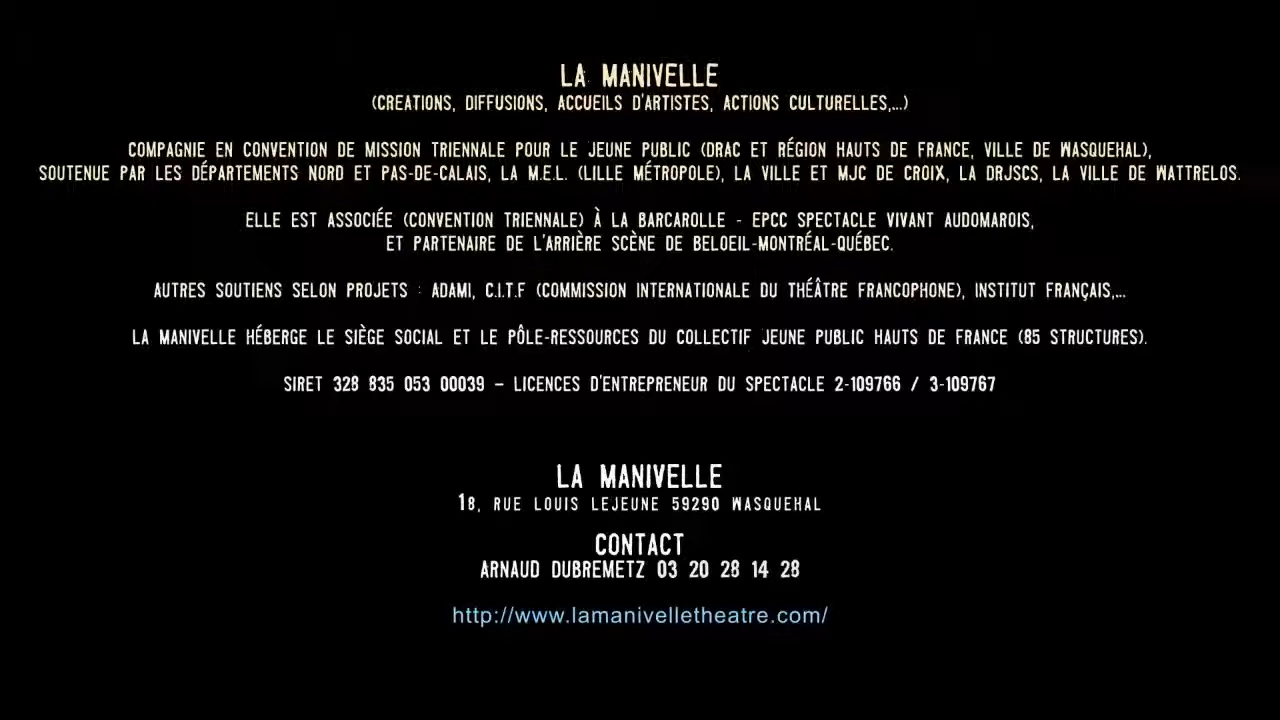 LA MANIVELLE
(CREATIONS, DIFFUSIONS, ACCUEILS D'ARTISTES, ACTIONS CULTURELLES,...)
COMPAGNIE EN CONVENTION DE MISSION TRIENNALE POUR LE JEUNE PUBLIC (DRAC ET RÉGION HAUTS DE FRANCE, VILLE DE WASQUEHAL),
SOUTENUE PAR LES DÉPARTEMENTS NORD ET PAS-DE-CALAIS, LA M.E.L. (LILLE MÉTROPOLE), LA VILLE ET MJC DE CROIX, LA DRJSCS, LA VILLE DE WATTRELOS.
ELLE EST ASSOCIÉE (CONVENTION TRIENNALE) À LA BARCAROLLE - EPCC SPECTACLE VIVANT AUDOMAROIS,
ET PARTENAIRE DE L'ARRIÈRE SCÈNE DE BELOEIL-MONTRÉAL-QUÉBEC.
AUTRES SOUTIENS SELON PROJETS : ADAMI, C.I.T.F (COMMISSION INTERNATIONALE DU THÉÂTRE FRANCOPHONE), INSTITUT FRANÇAIS,...
LA MANIVELLE HÉBERGE LE SIÈGE SOCIAL ET LE PÔLE-RESSOURCES DU COLLECTIF JEUNE PUBLIC HAUTS DE FRANCE (85 STRUCTURES).
SIRET 328 835 053 00039 – LICENCES D'ENTREPRENEUR DU SPECTACLE 2-109766 / 3-109767
LA MANIVELLE
18, RUE LOUIS LEJEUNE 59290 WASQUEHAL
CONTACT
ARNAUD DUBREMETZ 03 20 28 14 28
http://www.lamanivelletheatre.com/